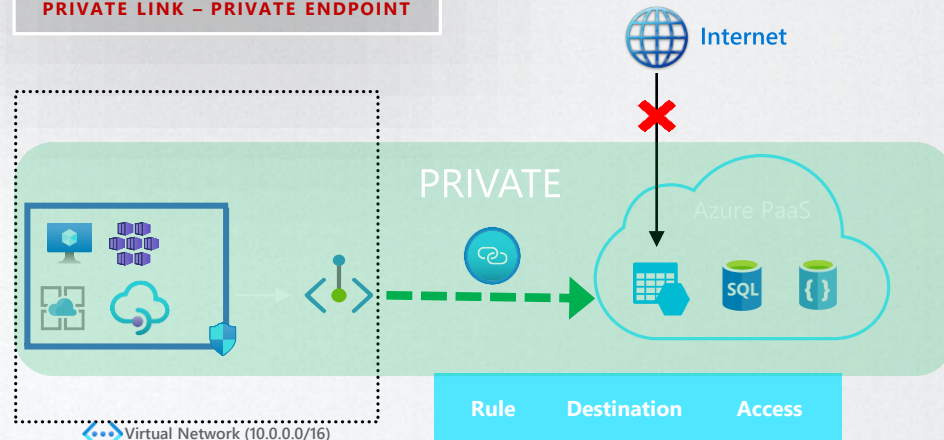 PRIVATE LINK – PRIVATE ENDPOINT
Internet
PRIVATE
Azure PaaS
SQL
{ }
Rule Destination Access
Virtual Network (10.0.0.0/16)